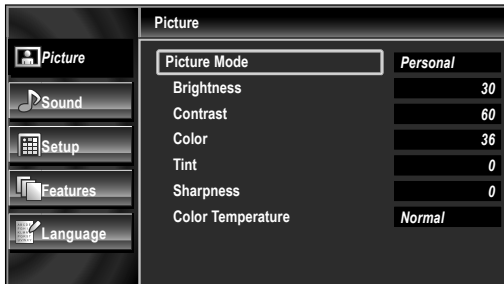 Picture
Picture
Sound
Setup
Features
Language
Picture Mode Personal
Brightness 30
Contrast 60
Color 36
Tint 0
Sharpness 0
Color Temperature Normal